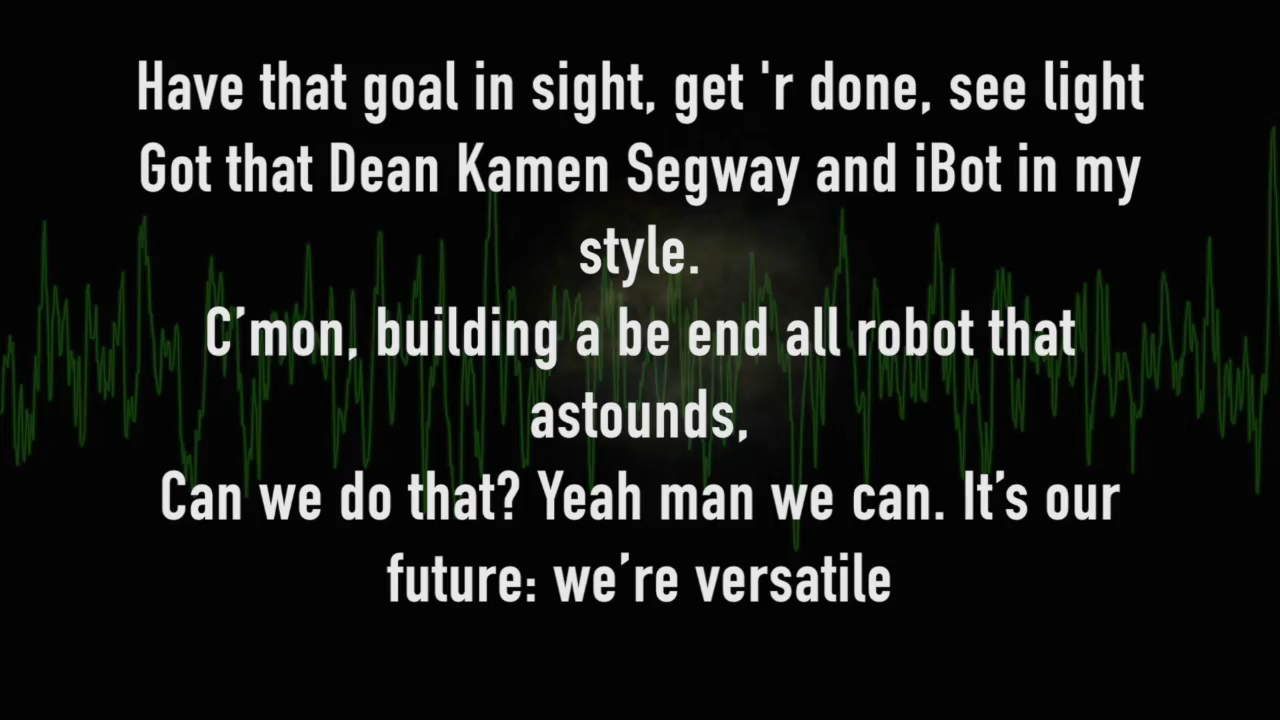 Have that goal in sight, get 'r done, see light
Got that Dean Kamen Segway and iBot in my
style.
C’mon, building a be end all robot that
astounds,
Can we do that? Yeah man we can. It’s our
future: we’re versatile